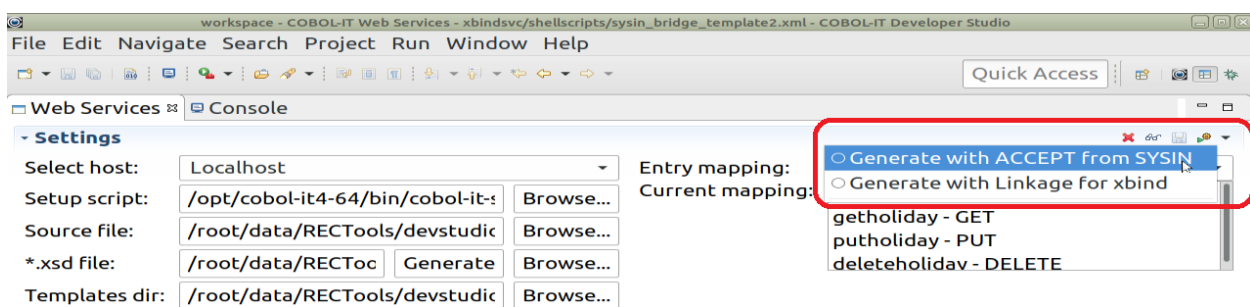 workspace - COBOL-IT Web Services - xbindsvc/shellscripts/sysin_bridge_template2.xml - COBOL-IT Developer Studio
File Edit Navigate Search Project Run Window Help
Quick Access
Web Services Console
Settings
Select host: Localhost Entry mapping:
Generate with ACCEPT from SYSIN
Setup script: /opt/cobol-it4-64/bin/cobol-it-s Browse... Current mapping:
Generate with Linkage for xbind
Source file: /root/data/RECTools/devstudic Browse...
getholiday - GET
putholiday - PUT
*.xsd file: /root/data/RECToc Generate Browse...
deleteholiday - DELETE
Templates dir: /root/data/RECTools/devstudic Browse...